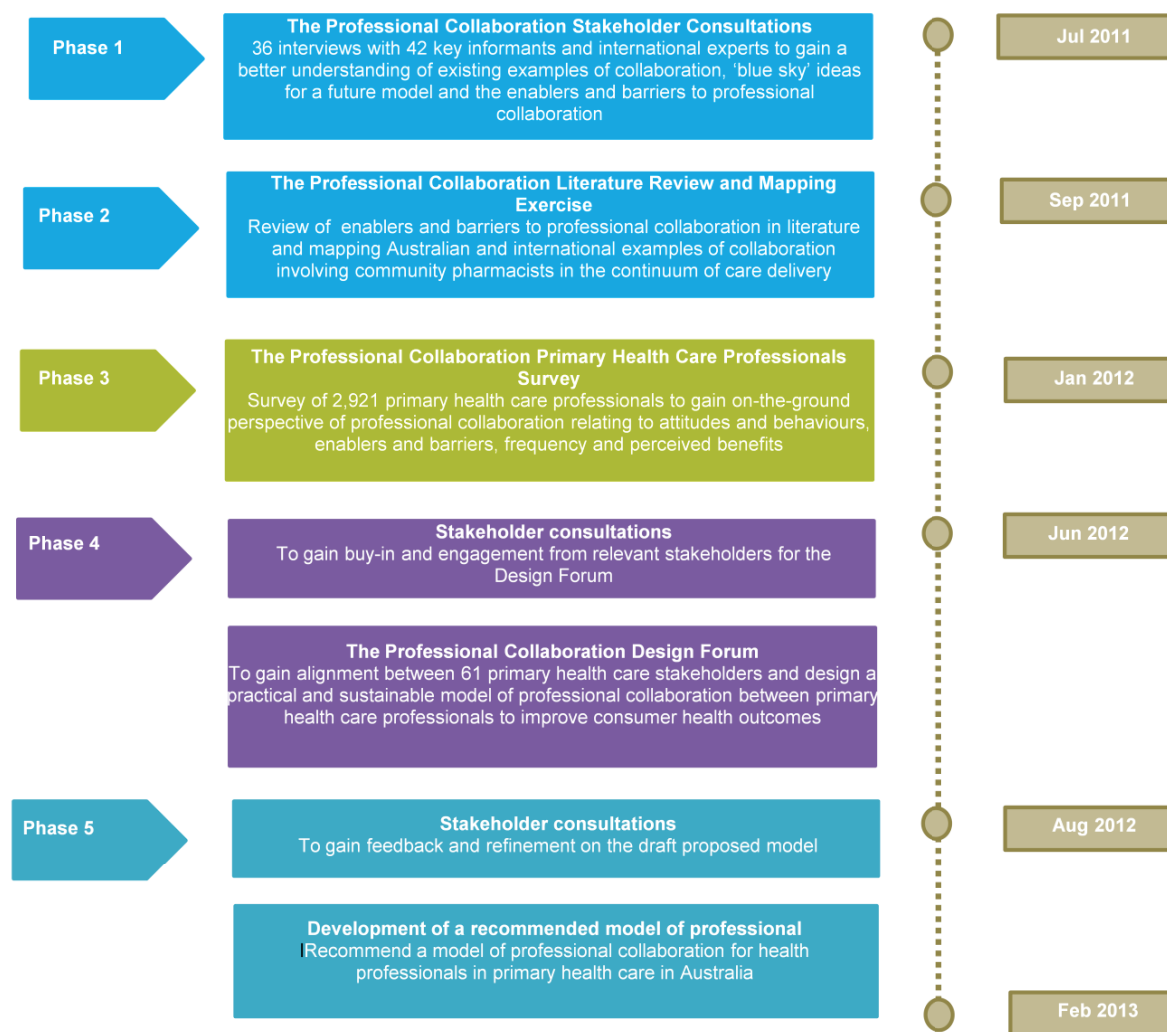 Phase 1
The Professional Collaboration Stakeholder Consultations
36 interviews with 42 key informants and international experts to gain a
better understanding of existing examples of collaboration, ‘blue sky’ ideas
for a future model and the enablers and barriers to professional
collaboration
Jul 2011
Phase 2
The Professional Collaboration Literature Review and Mapping
Exercise
Review of enablers and barriers to professional collaboration in literature
and mapping Australian and international examples of collaboration
involving community pharmacists in the continuum of care delivery
Sep 2011
Phase 3
The Professional Collaboration Primary Health Care Professionals
Survey
Survey of 2,921 primary health care professionals to gain on-the-ground
perspective of professional collaboration relating to attitudes and behaviours,
enablers and barriers, frequency and perceived benefits
Jan 2012
Phase 4
Stakeholder consultations
To gain buy-in and engagement from relevant stakeholders for the
Design Forum
Jun 2012
The Professional Collaboration Design Forum
To gain alignment between 61 primary health care stakeholders and design a
practical and sustainable model of professional collaboration between primary
health care professionals to improve consumer health outcomes
Phase 5
Stakeholder consultations
To gain feedback and refinement on the draft proposed model
Aug 2012
Development of a recommended model of professional
Recommend a model of professional collaboration for health
professionals in primary health care in Australia
Feb 2013